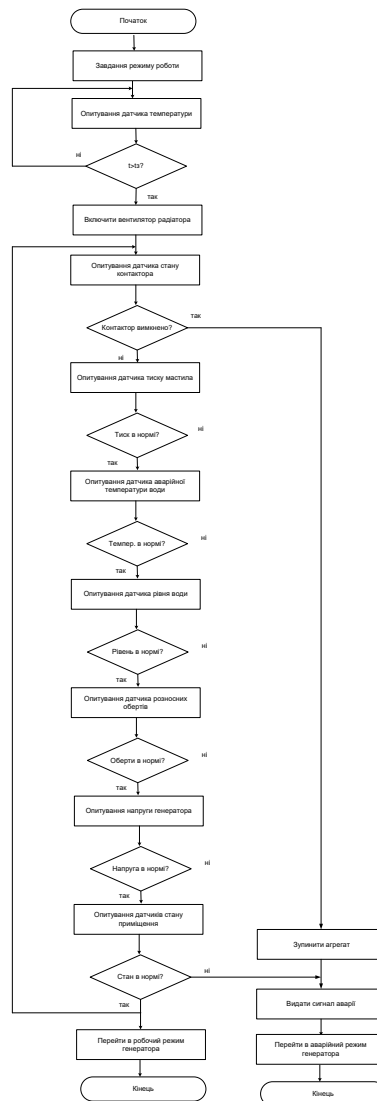 Початок
Завдання режиму роботи
Опитування датчика температури
ні
t>tз?
так
Включити вентилятор радіатора
Опитування датчика стану
контактора
так
Контактор вимкнено?
ні
Опитування датчика тиску мастила
ні
Тиск в нормі?
так
Опитування датчика аварійної
температури води
ні
Темпер. в нормі?
так
Опитування датчика рівня води
ні
Рівень в нормі?
так
Опитування датчика розносних
обертів
ні
Оберти в нормі?
так
Опитування напруги генератора
ні
Напруга в нормі?
так
Опитування датчиків стану
приміщення
Зупинити агрегат
ні
Стан в нормі?
так
Видати сигнал аварії
Перейти в робочий режим
генератора
Перейти в аварійний режим
генератора
Кінець
Кінець